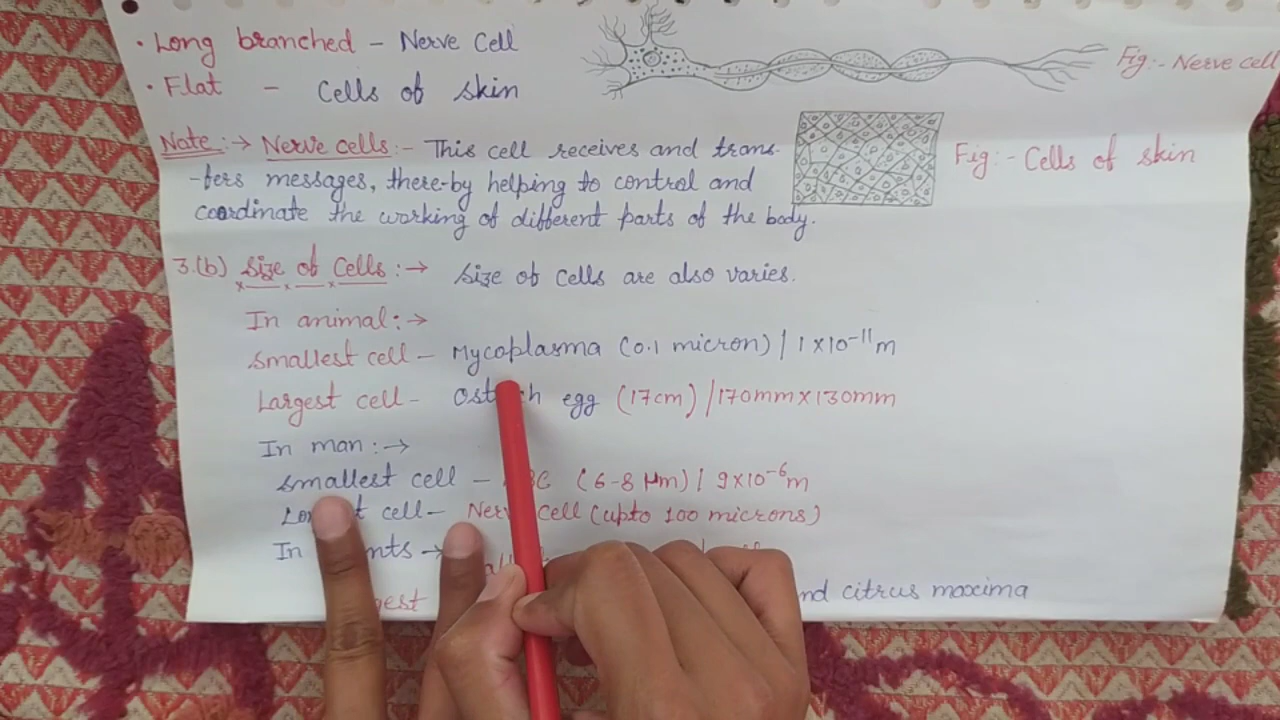 • Long branched - Nerve Cell
Fig:- Nerve cell
• Flat - Cells of skin
Note:→ Nerve cells:- This cell receives and trans-
-fers messages, there-by helping to control and
coordinate the working of different parts of the body.
Fig:- Cells of skin
3.(b) Size of Cells:→ Size of Cells are also varies.
In animal:→
Smallest cell - Mycoplasma (0.1 micron) / 1×10⁻¹¹m
Largest cell - egg (17cm) / 170mm×130mm
In man:→
Smallest cell - (6-8 μm) / 9×10⁻⁶m
cell - cell (upto 100 microns)
In →
citrus maxima